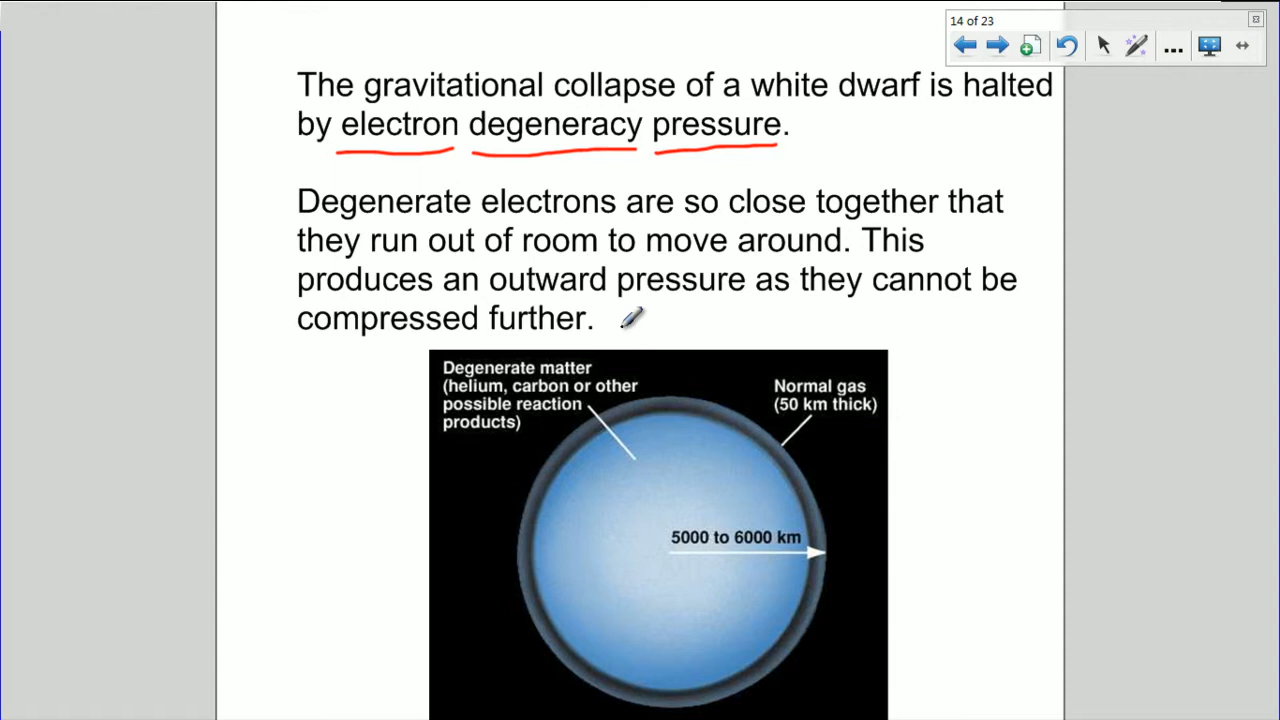 14 of 23
The gravitational collapse of a white dwarf is halted
by electron degeneracy pressure.
Degenerate electrons are so close together that
they run out of room to move around. This
produces an outward pressure as they cannot be
compressed further.
Degenerate matter
(helium, carbon or other
possible reaction
products)
Normal gas
(50 km thick)
5000 to 6000 km